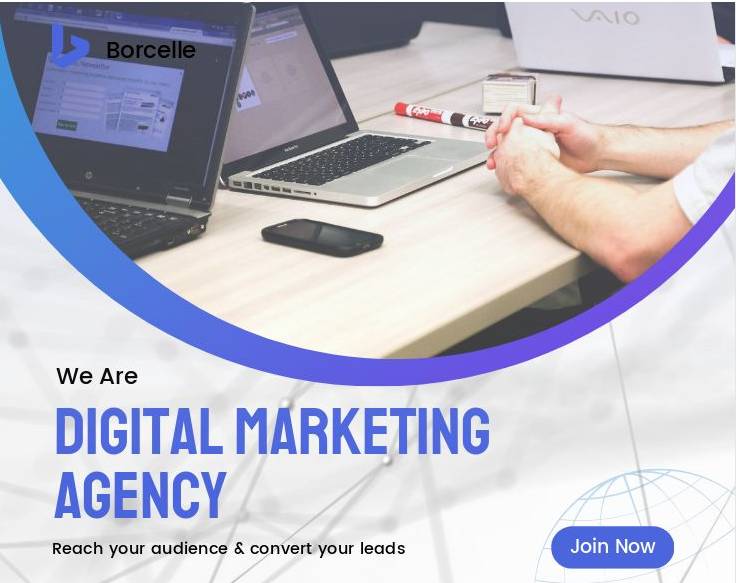 VAIO
Borcelle
We Are
DIGITAL MARKETING
AGENCY
Reach your audience & convert your leads
Join Now